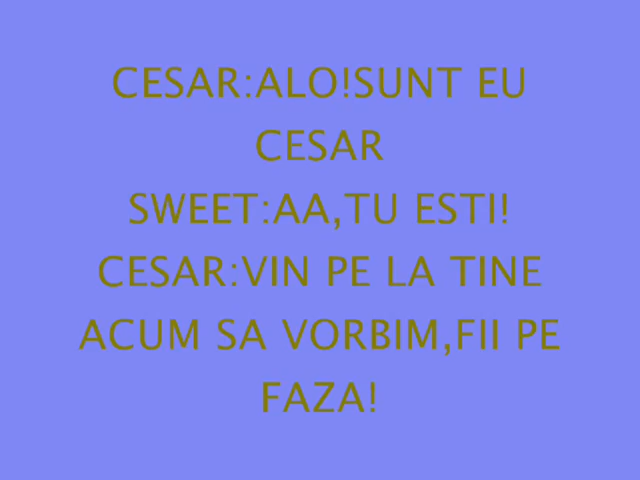 CESAR:ALO!SUNT EU
CESAR
SWEET:AA,TU ESTI!
CESAR:VIN PE LA TINE
ACUM SA VORBIM,FII PE
FAZA!